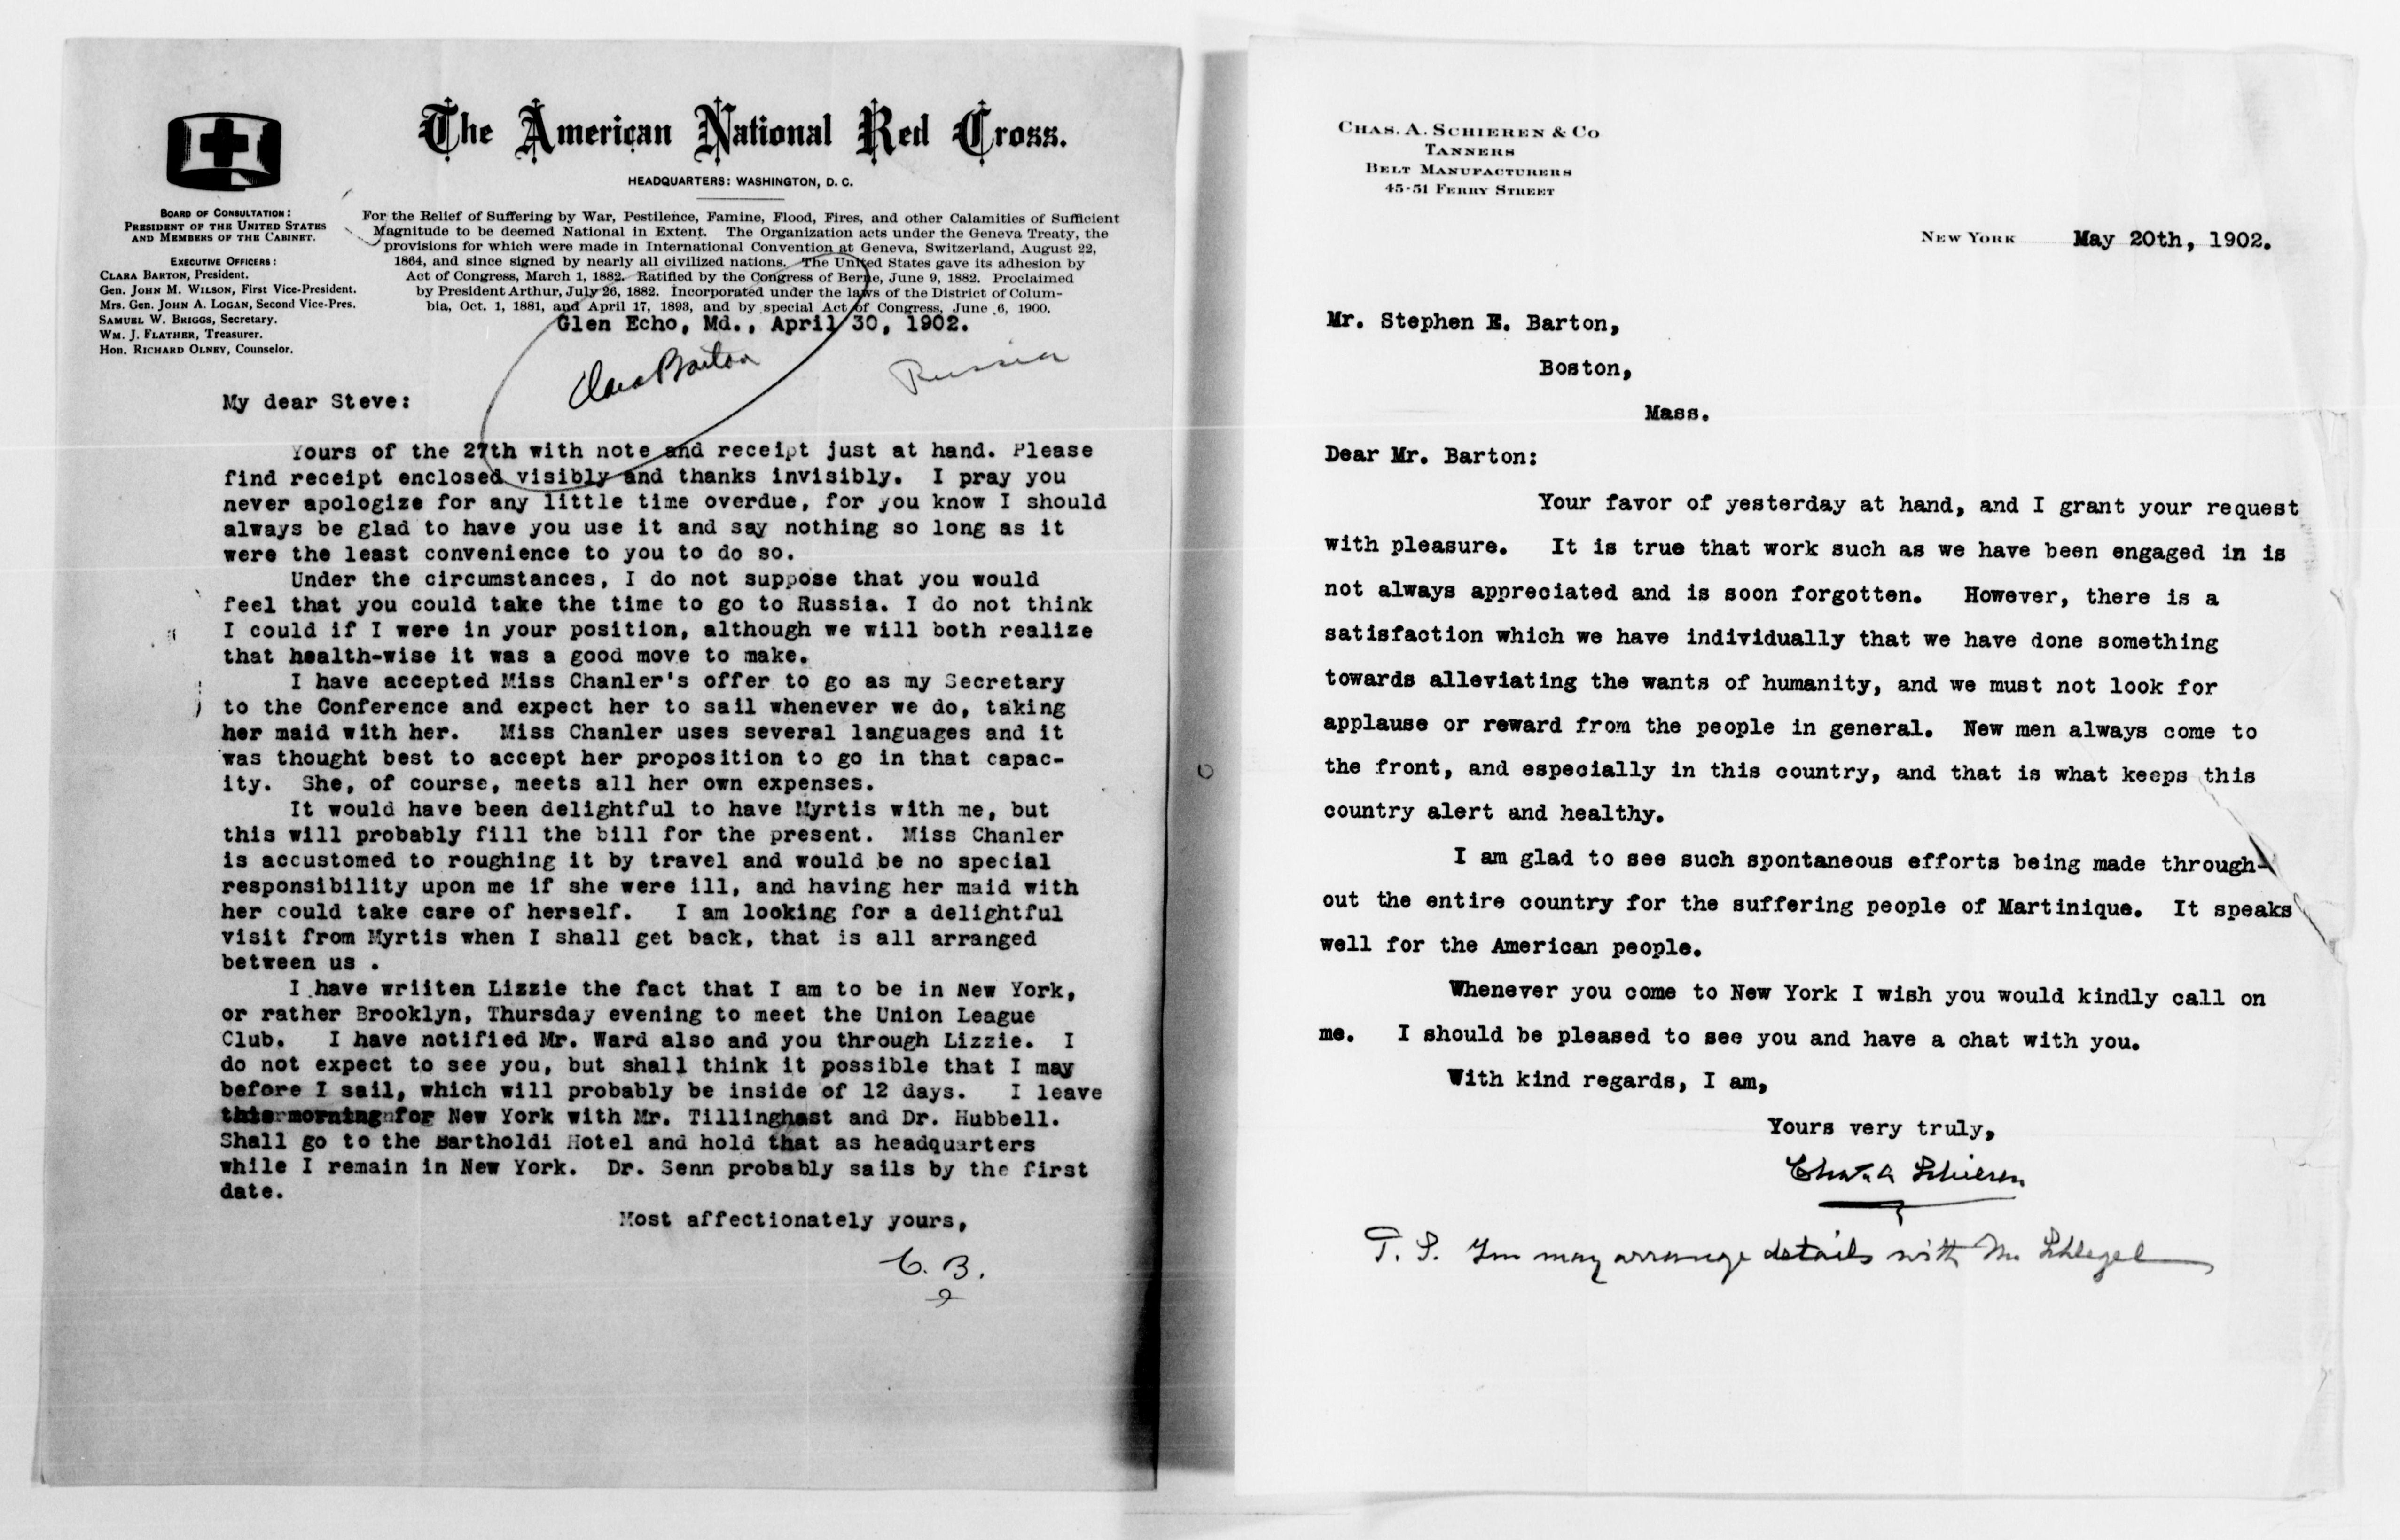 The American National Red Cross.
HEADQUARTERS: WASHINGTON, D. C.
BOARD OF CONSULTATION:
PRESIDENT OF THE UNITED STATES
AND MEMBERS OF THE CABINET.
EXECUTIVE OFFICERS:
CLARA BARTON, President.
Gen. JOHN M. WILSON, First Vice-President.
Mrs. Gen. JOHN A. LOGAN, Second Vice-Pres.
SAMUEL W. BRIGGS, Secretary.
WM. J. FLATHER, Treasurer.
Hon. RICHARD OLNEY, Counselor.
For the Relief of Suffering by War, Pestilence, Famine, Flood, Fires, and other Calamities of Sufficient
Magnitude to be deemed National in Extent. The Organization acts under the Geneva Treaty, the
provisions for which were made in International Convention at Geneva, Switzerland, August 22,
1864, and since signed by nearly all civilized nations. The United States gave its adhesion by
Act of Congress, March 1, 1882. Ratified by the Congress of Berne, June 9, 1882. Proclaimed
by President Arthur, July 26, 1882. Incorporated under the laws of the District of Colum-
bia, Oct. 1, 1881, and April 17, 1893, and by special Act of Congress, June 6, 1900.
Glen Echo, Md., April 30, 1902.
Clara Barton
Russia
My dear Steve:
Yours of the 27th with note and receipt just at hand. Please
find receipt enclosed visibly and thanks invisibly. I pray you
never apologize for any little time overdue, for you know I should
always be glad to have you use it and say nothing so long as it
were the least convenience to you to do so.
Under the circumstances, I do not suppose that you would
feel that you could take the time to go to Russia. I do not think
I could if I were in your position, although we will both realize
that health-wise it was a good move to make.
I have accepted Miss Chanler's offer to go as my Secretary
to the Conference and expect her to sail whenever we do, taking
her maid with her. Miss Chanler uses several languages and it
was thought best to accept her proposition to go in that capac-
ity. She, of course, meets all her own expenses.
It would have been delightful to have Myrtis with me, but
this will probably fill the bill for the present. Miss Chanler
is accustomed to roughing it by travel and would be no special
responsibility upon me if she were ill, and having her maid with
her could take care of herself. I am looking for a delightful
visit from Myrtis when I shall get back, that is all arranged
between us .
I have wriiten Lizzie the fact that I am to be in New York,
or rather Brooklyn, Thursday evening to meet the Union League
Club. I have notified Mr. Ward also and you through Lizzie. I
do not expect to see you, but shall think it possible that I may
before I sail, which will probably be inside of 12 days. I leave
this morning for New York with Mr. Tillinghast and Dr. Hubbell.
Shall go to the Bartholdi Hotel and hold that as headquarters
while I remain in New York. Dr. Senn probably sails by the first
date.
Most affectionately yours,
C. B.
CHAS. A. SCHIEREN & CO
TANNERS
BELT MANUFACTURERS
45-51 FERRY STREET
NEW YORK May 20th, 1902.
Mr. Stephen E. Barton,
Boston,
Mass.
Dear Mr. Barton:
Your favor of yesterday at hand, and I grant your request
with pleasure. It is true that work such as we have been engaged in is
not always appreciated and is soon forgotten. However, there is a
satisfaction which we have individually that we have done something
towards alleviating the wants of humanity, and we must not look for
applause or reward from the people in general. New men always come to
the front, and especially in this country, and that is what keeps this
country alert and healthy.
I am glad to see such spontaneous efforts being made through-
out the entire country for the suffering people of Martinique. It speaks
well for the American people.
Whenever you come to New York I wish you would kindly call on
me. I should be pleased to see you and have a chat with you.
With kind regards, I am,
Yours very truly,
Chas. A Schieren
P. S. You may arrange details with Mr Schlegel